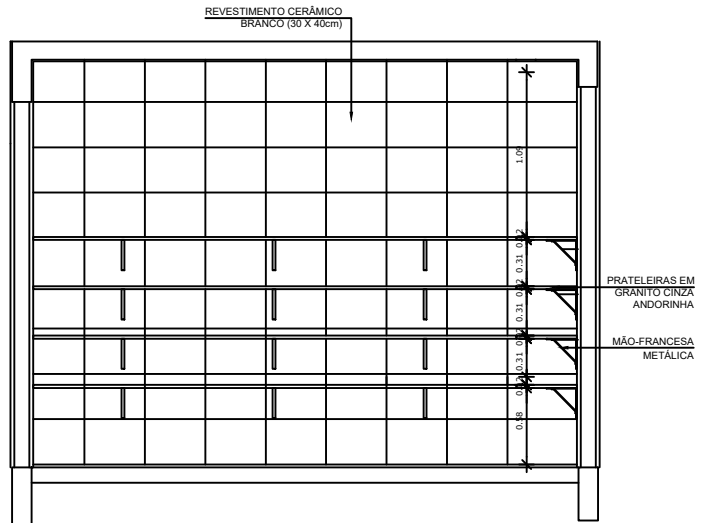 REVESTIMENTO CERÂMICO
BRANCO (30 X 40cm)
1.09
0.31
PRATELEIRAS EM
GRANITO CINZA
ANDORINHA
0.31
MÃO-FRANCESA
METÁLICA
0.31
0.58